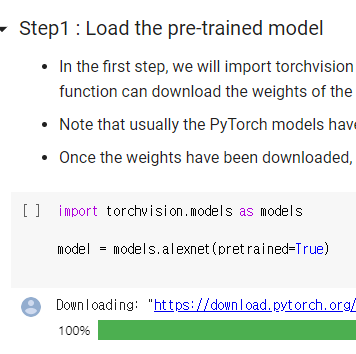 Step1 : Load the pre-trained model
In the first step, we will import torchvision
function can download the weights of the
Note that usually the PyTorch models have
Once the weights have been downloaded,
[ ] import torchvision.models as models
model = models.alexnet(pretrained=True)
Downloading: "https://download.pytorch.org/
100%